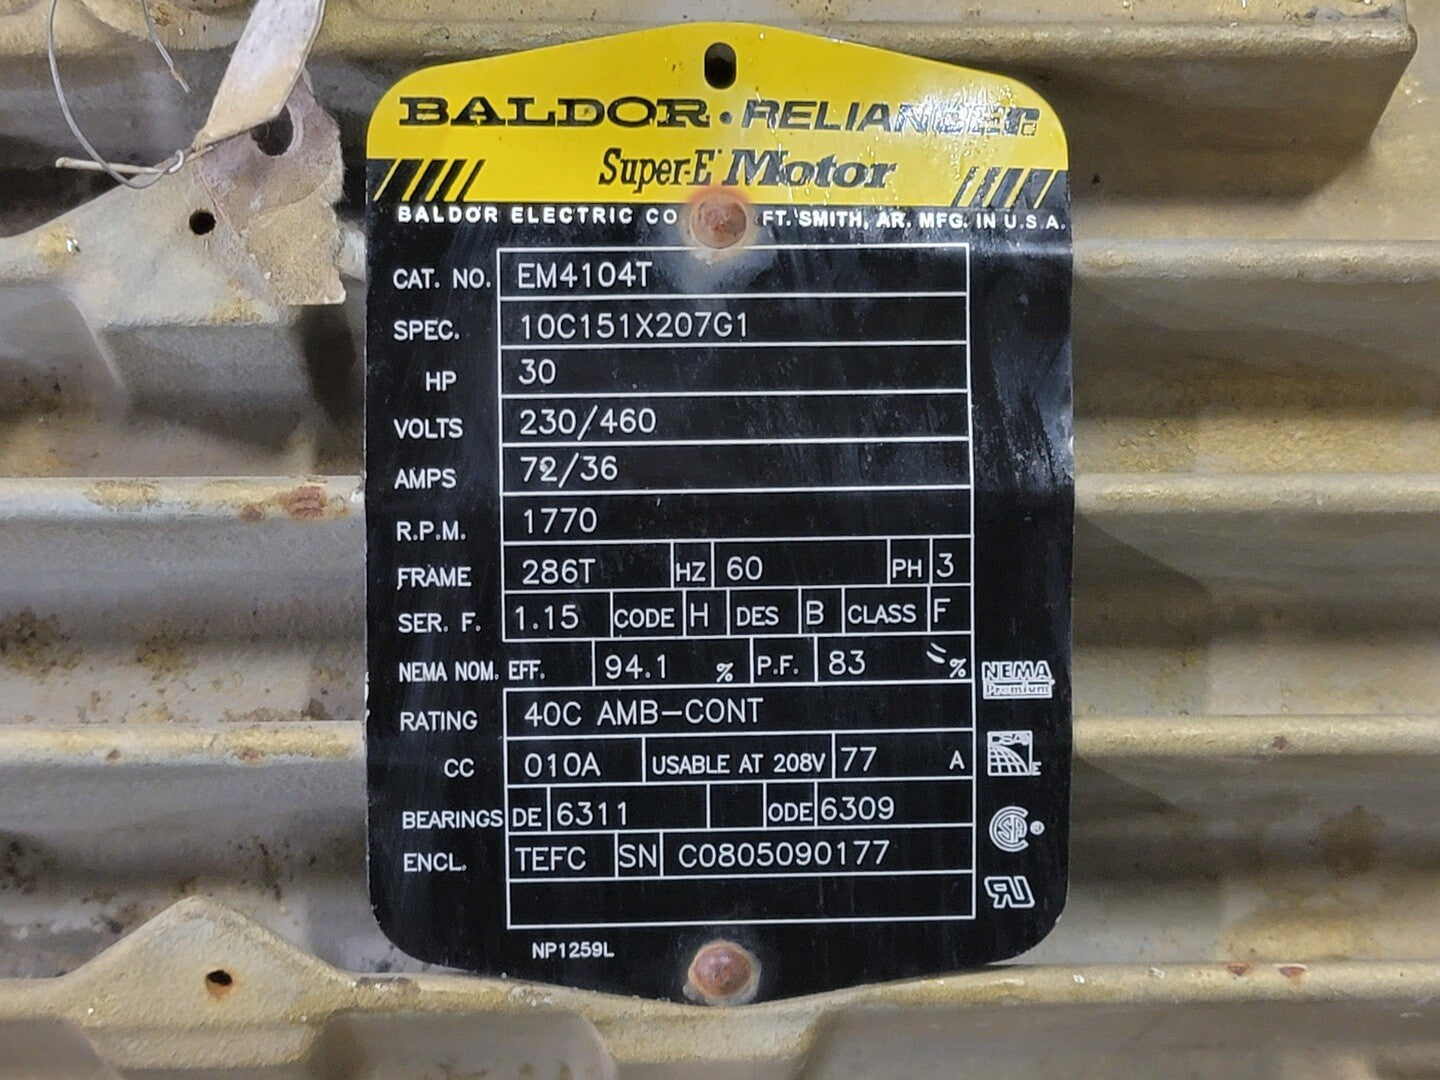 BALDOR • RELIANCER
Super-E Motor
BALDOR ELECTRIC CO FT. SMITH, AR. MFG. IN U.S.A.
CAT. NO. EM4104T
SPEC. 10C151X207G1
HP 30
VOLTS 230/460
AMPS 72/36
R.P.M. 1770
FRAME 286T HZ 60 PH 3
SER. F. 1.15 CODE H DES B CLASS F
NEMA NOM. EFF. 94.1 % P.F. 83 %
NEMA
Premium
RATING 40C AMB-CONT
CC 010A USABLE AT 208V 77 A
BEARINGS DE 6311 ODE 6309
ENCL. TEFC SN C0805090177
NP1259L